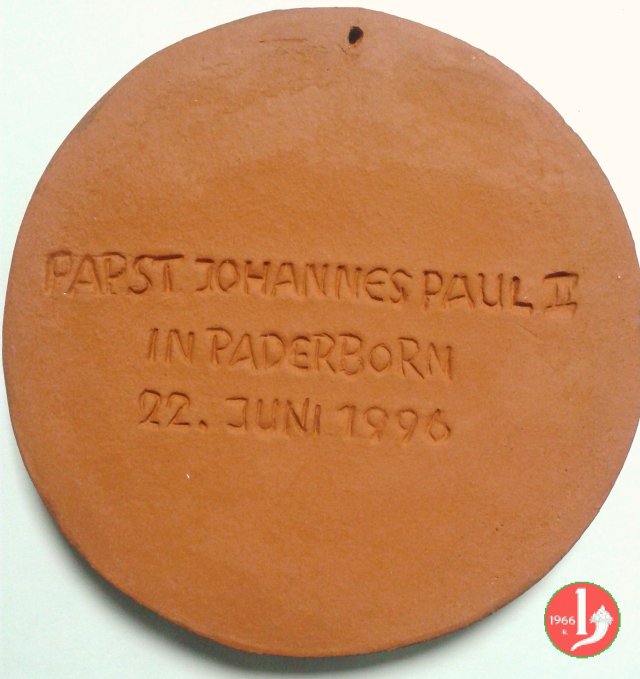 PAPST JOHANNES PAUL II
IN PADERBORN
22. JUNI 1996
1966
R